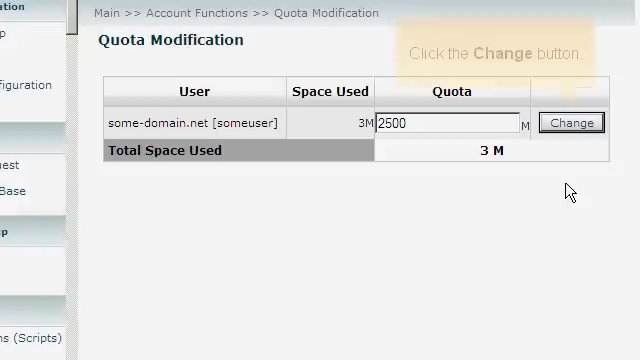 ation
Main >> Account Functions >> Quota Modification
Quota Modification
Click the Change button.
User Space Used Quota
some-domain.net [someuser] 3M 2500 M Change
Total Space Used 3 M
p
figuration
est
Base
p
ns (Scripts)